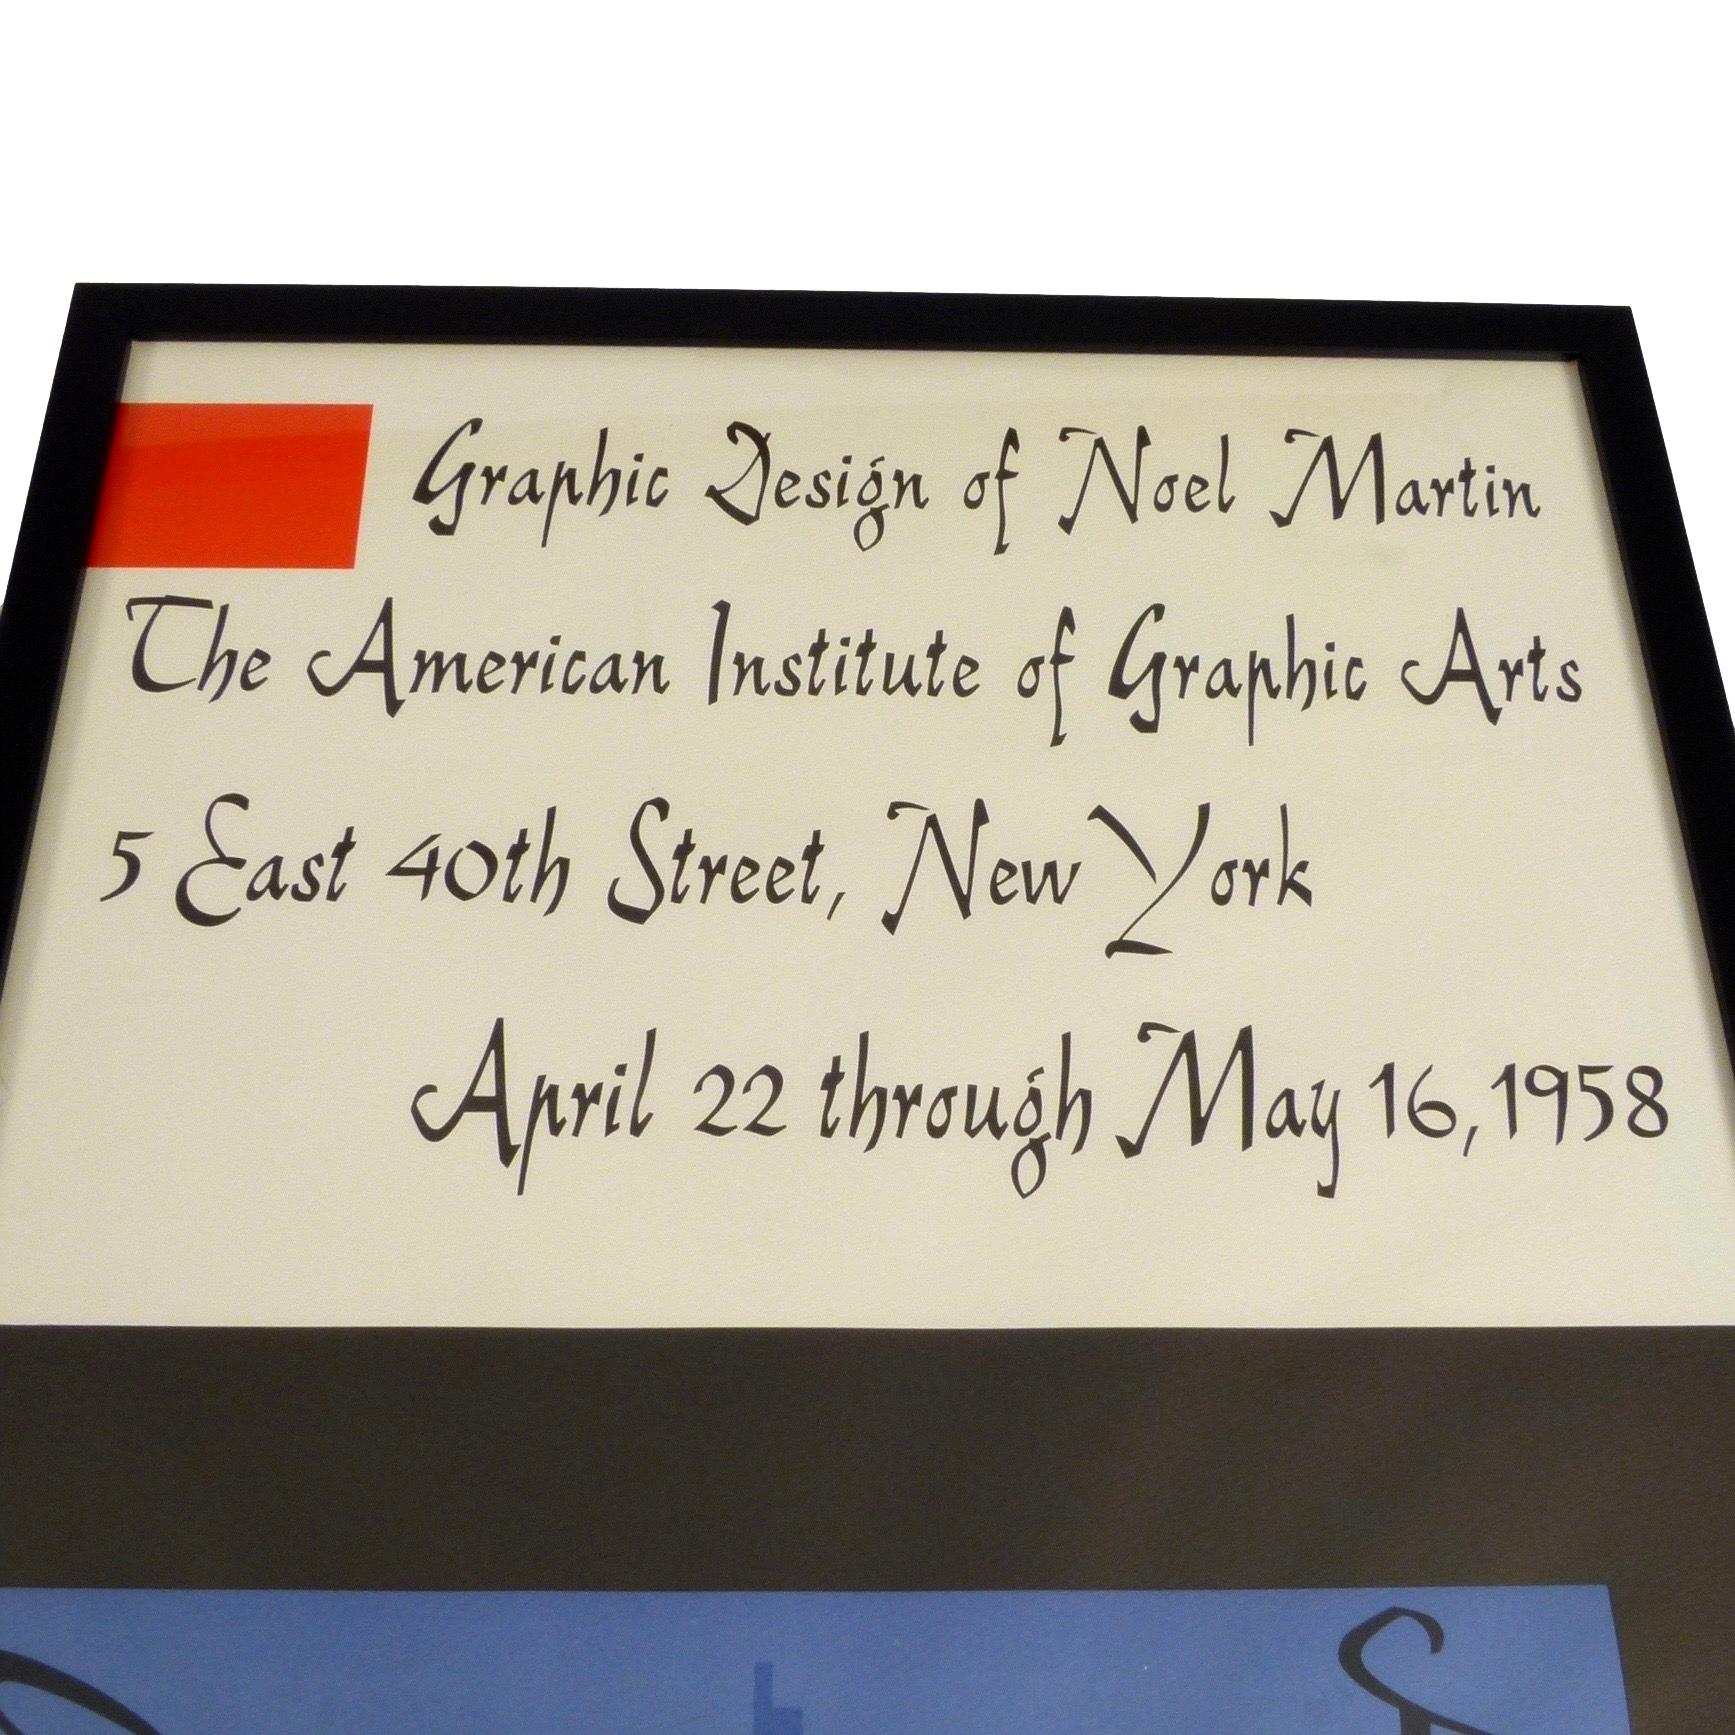 Graphic Design of Noel Martin
The American Institute of Graphic Arts
5 East 40th Street, New York
April 22 through May 16, 1958